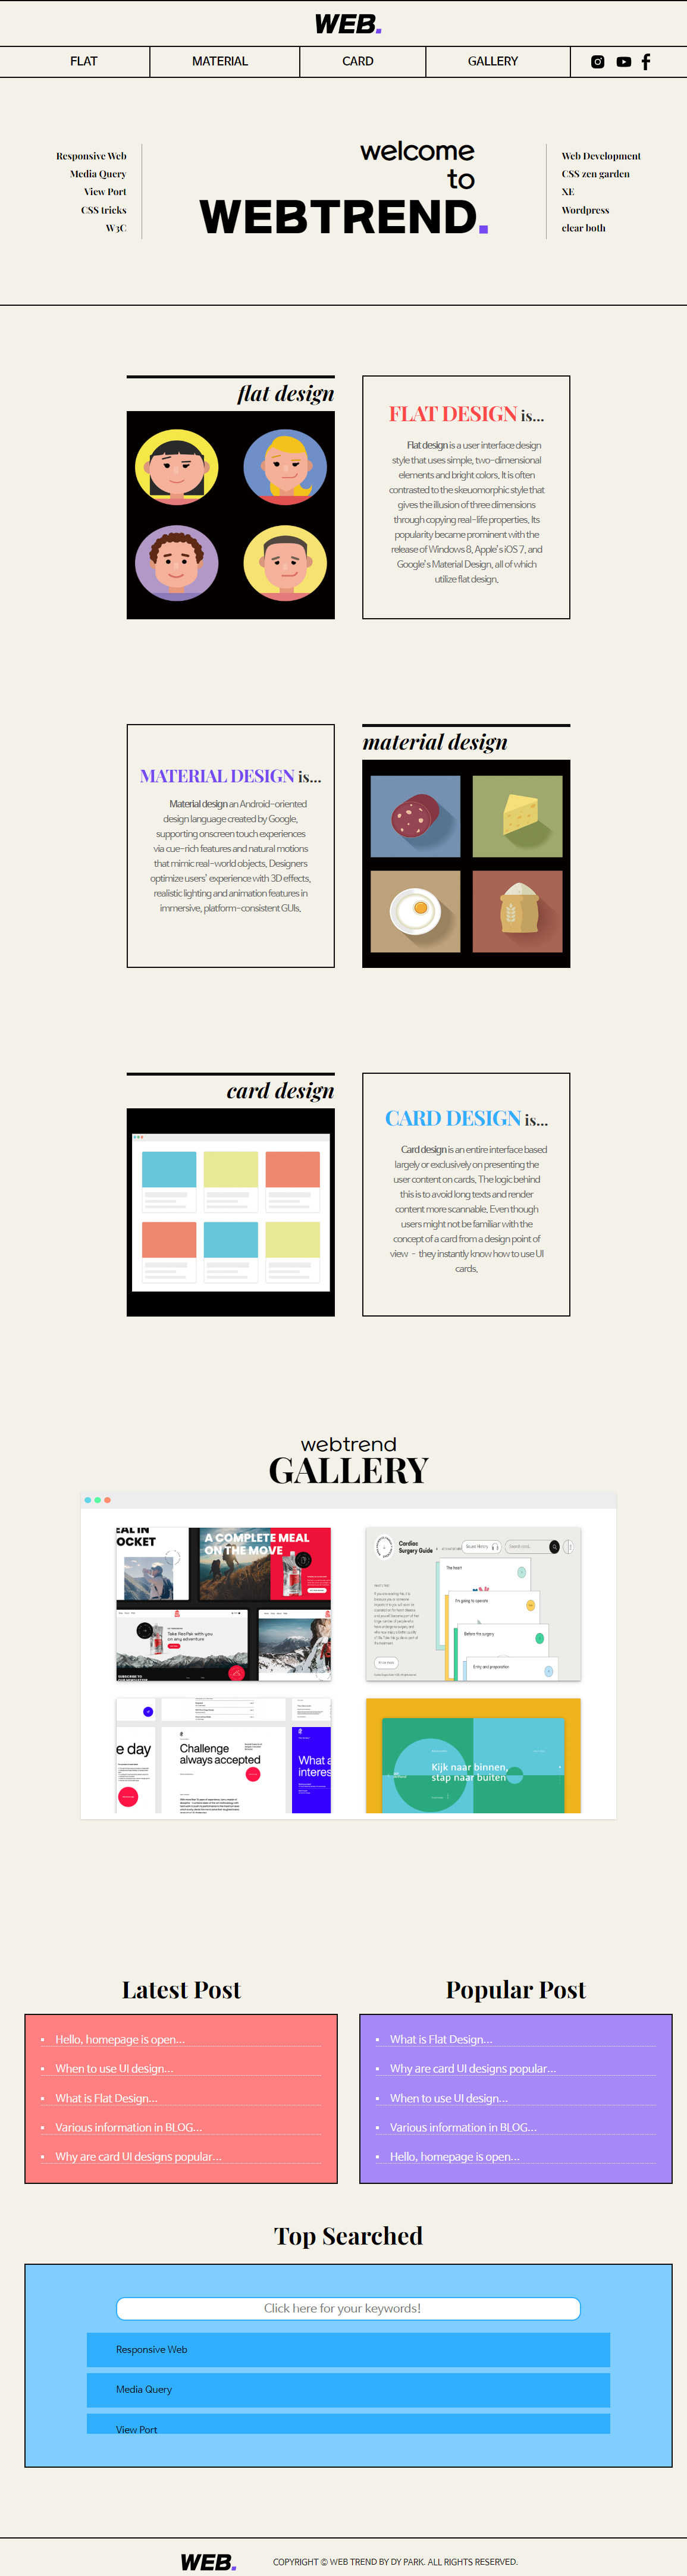 WEB.
FLAT
MATERIAL
CARD
GALLERY
Responsive Web
Media Query
View Port
CSS tricks
W3C
welcome
to
WEBTREND.
Web Development
CSS zen garden
XE
Wordpress
clear both
flat design
FLAT DESIGN is...
Flat design is a user interface design
style that uses simple, two-dimensional
elements and bright colors. It is often
contrasted to the skeuomorphic style that
gives the illusion of three dimensions
through copying real-life properties. Its
popularity became prominent with the
release of Windows 8, Apple's iOS 7, and
Google's Material Design, all of which
utilize flat design.
MATERIAL DESIGN is...
Material design an Android-oriented
design language created by Google,
supporting onscreen touch experiences
via cue-rich features and natural motions
that mimic real-world objects. Designers
optimize users' experience with 3D effects,
realistic lighting and animation features in
immersive, platform-consistent GUIs.
material design
card design
CARD DESIGN is...
Card design is an entire interface based
largely or exclusively on presenting the
user content on cards. The logic behind
this is to avoid long texts and render
content more scannable. Even though
users might not be familiar with the
concept of a card from a design point of
view - they instantly know how to use UI
cards.
webtrend
GALLERY
EAL IN
OCKET
A COMPLETE MEAL
ON THE MOVE
Take ReaPak with you
on any adventure
Cardiac
Surgery Guide
Sound History
Search
The heart
I'm going to operate
Before the surgery
Entry and preparation
e day
Challenge
always accepted
What a
interes
Kijk naar binnen,
stap naar buiten
Latest Post
Hello, homepage is open...
When to use UI design...
What is Flat Design...
Various information in BLOG...
Why are card UI designs popular...
Popular Post
What is Flat Design...
Why are card UI designs popular...
When to use UI design...
Various information in BLOG...
Hello, homepage is open...
Top Searched
Click here for your keywords!
Responsive Web
Media Query
View Port
WEB.
COPYRIGHT © WEB TREND BY DY PARK. ALL RIGHTS RESERVED.